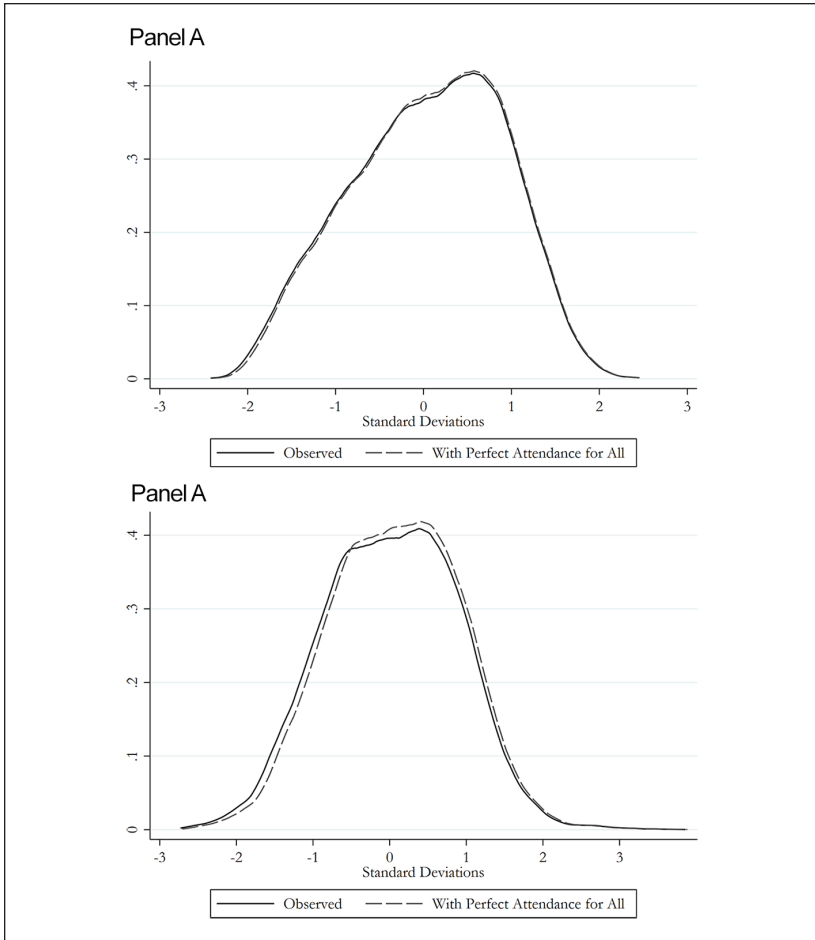 Panel A
.4
.3
.2
.1
0
-3 -2 -1 0 1 2 3
Standard Deviations
Observed With Perfect Attendance for All
Panel A
.4
.3
.2
.1
0
-3 -2 -1 0 1 2 3
Standard Deviations
Observed With Perfect Attendance for All